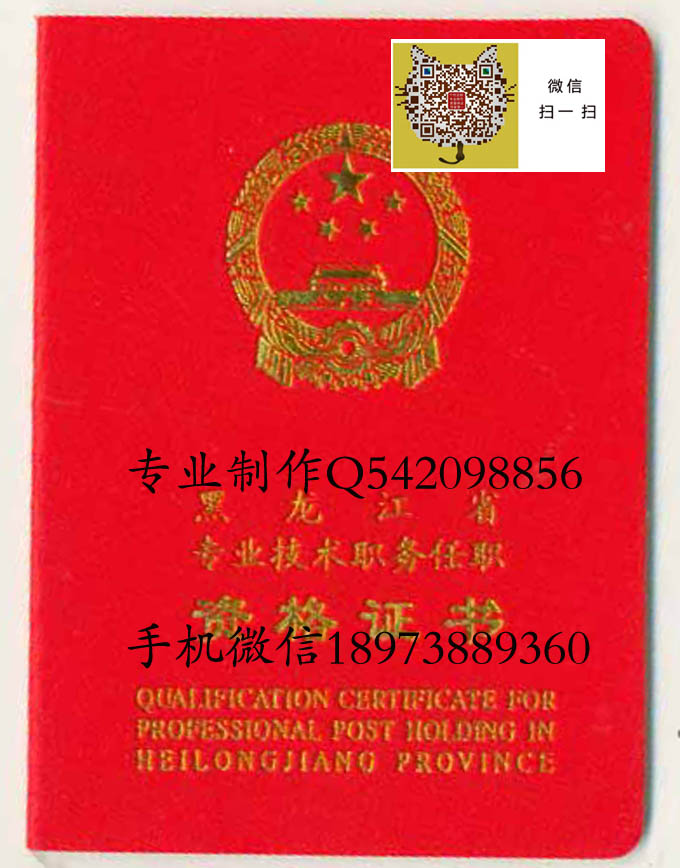 微信
扫一扫
专业制作Q542098856
黑龙江省
专业技术职务任职
资格证书
手机微信18973889360
QUALIFICATION CERTIFICATE FOR
PROFESSIONAL POST HOLDING IN
HEILONGJIANG PROVINCE